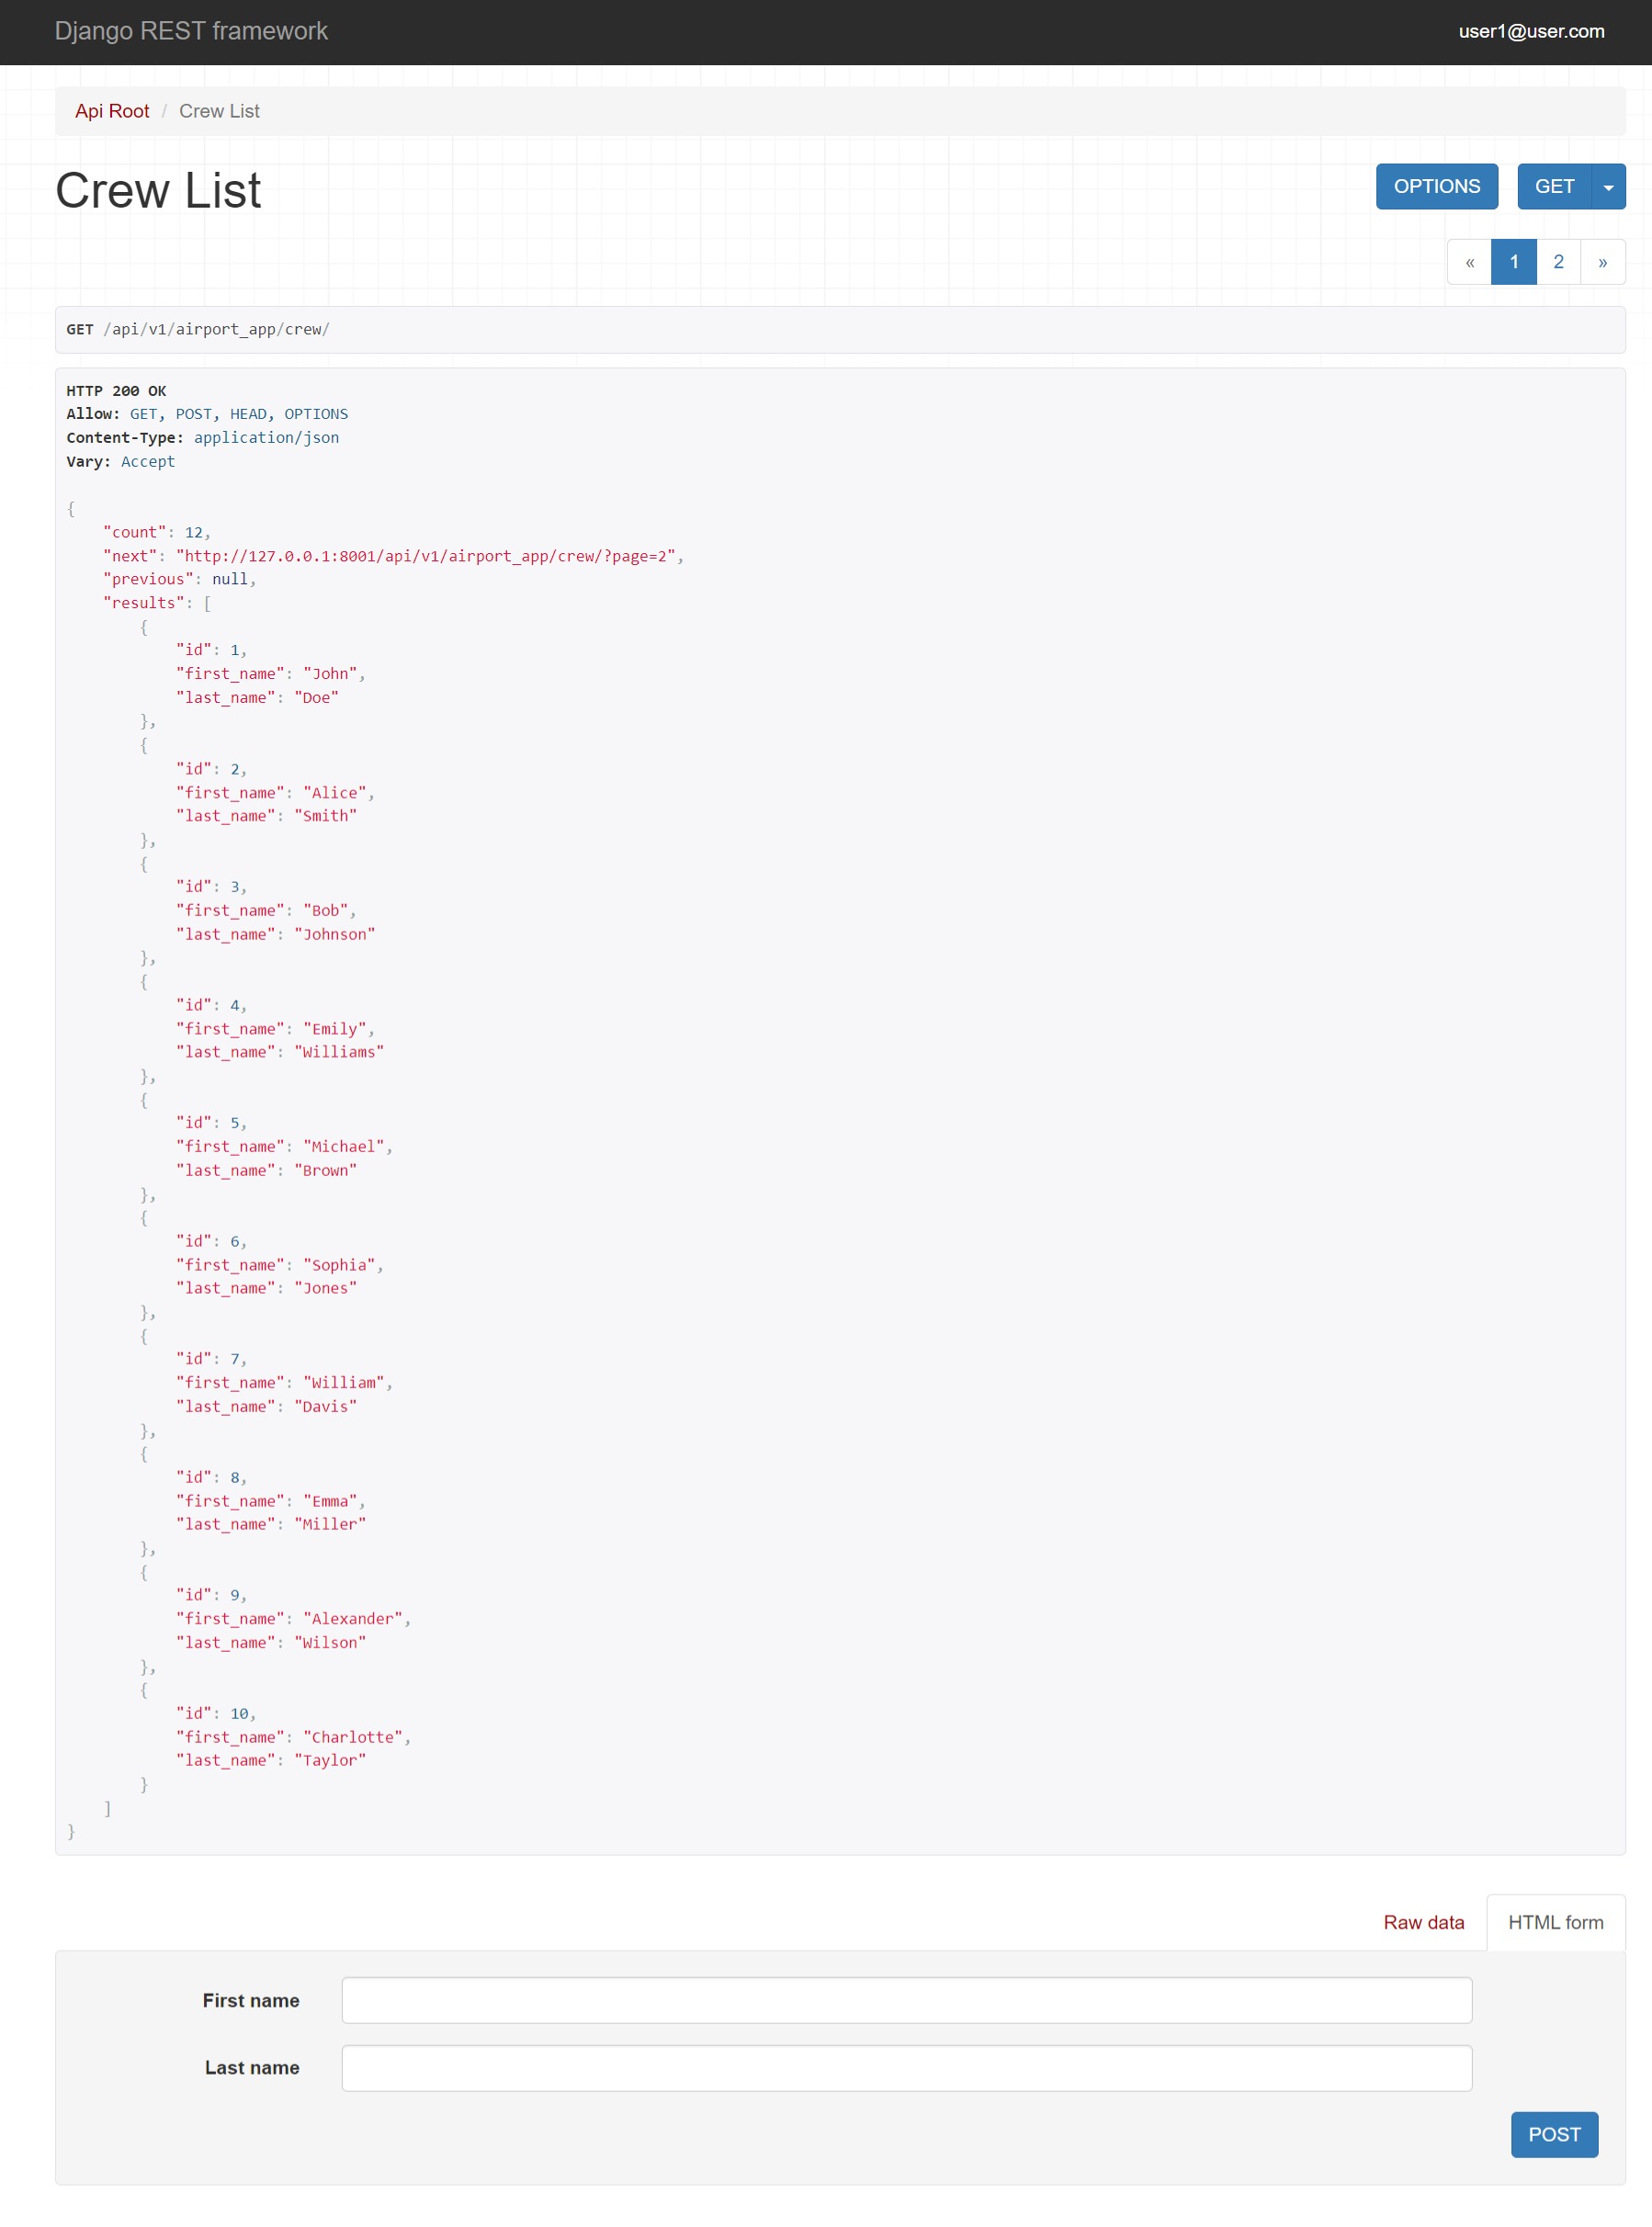 Django REST framework
user1@user.com
Api Root / Crew List
Crew List
OPTIONS
GET
« 1 2 »
GET /api/v1/airport_app/crew/
HTTP 200 OK
Allow: GET, POST, HEAD, OPTIONS
Content-Type: application/json
Vary: Accept
{
    "count": 12,
    "next": "http://127.0.0.1:8001/api/v1/airport_app/crew/?page=2",
    "previous": null,
    "results": [
        {
            "id": 1,
            "first_name": "John",
            "last_name": "Doe"
        },
        {
            "id": 2,
            "first_name": "Alice",
            "last_name": "Smith"
        },
        {
            "id": 3,
            "first_name": "Bob",
            "last_name": "Johnson"
        },
        {
            "id": 4,
            "first_name": "Emily",
            "last_name": "Williams"
        },
        {
            "id": 5,
            "first_name": "Michael",
            "last_name": "Brown"
        },
        {
            "id": 6,
            "first_name": "Sophia",
            "last_name": "Jones"
        },
        {
            "id": 7,
            "first_name": "William",
            "last_name": "Davis"
        },
        {
            "id": 8,
            "first_name": "Emma",
            "last_name": "Miller"
        },
        {
            "id": 9,
            "first_name": "Alexander",
            "last_name": "Wilson"
        },
        {
            "id": 10,
            "first_name": "Charlotte",
            "last_name": "Taylor"
        }
    ]
}
Raw data
HTML form
First name
Last name
POST